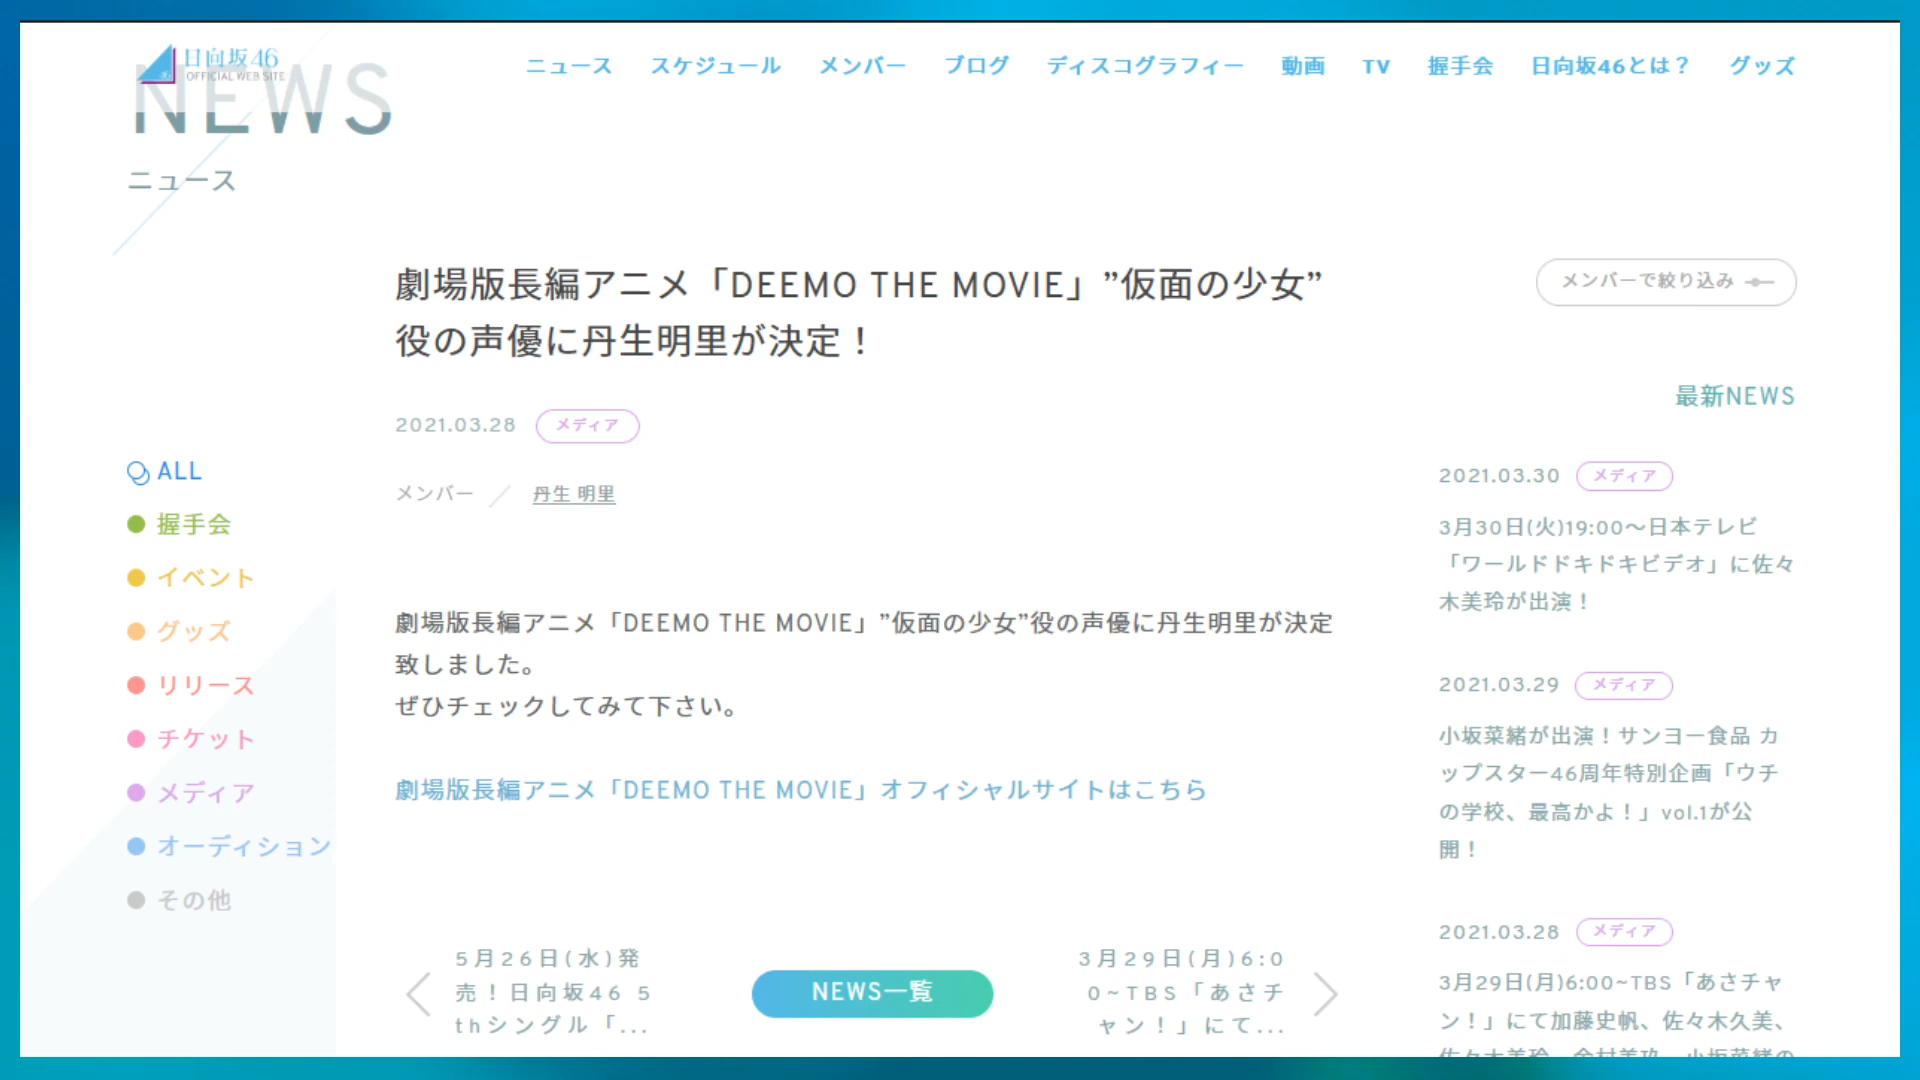 日向坂46
OFFICIAL WEB SITE
ニュース
スケジュール
メンバー
ブログ
ディスコグラフィー
動画
TV
握手会
日向坂46とは？
グッズ
NEWS
ニュース
劇場版長編アニメ「DEEMO THE MOVIE」”仮面の少女”
役の声優に丹生明里が決定！
2021.03.28
メディア
メンバー ／ 丹生 明里
劇場版長編アニメ「DEEMO THE MOVIE」”仮面の少女”役の声優に丹生明里が決定
致しました。
ぜひチェックしてみて下さい。
劇場版長編アニメ「DEEMO THE MOVIE」オフィシャルサイトはこちら
5月26日(水)発
売！日向坂46 5
thシングル「...
NEWS一覧
3月29日(月)6:0
0~TBS「あさチ
ャン！」にて...
ALL
握手会
イベント
グッズ
リリース
チケット
メディア
オーディション
その他
メンバーで絞り込み
最新NEWS
2021.03.30
メディア
3月30日(火)19:00～日本テレビ
「ワールドドキドキビデオ」に佐々
木美玲が出演！
2021.03.29
メディア
小坂菜緒が出演！サンヨー食品 カ
ップスター46周年特別企画「ウチ
の学校、最高かよ！」vol.1が公
開！
2021.03.28
メディア
3月29日(月)6:00~TBS「あさチャ
ン！」にて加藤史帆、佐々木久美、
佐々木美玲、金村美玖、小坂菜緒の